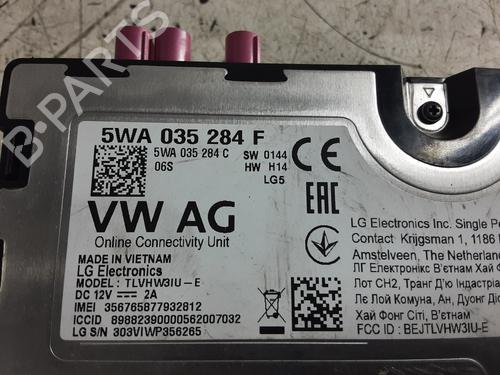 B-PARTS
5WA 035 284 F
5WA 035 284 C SW 0144
06S HW H14
LG5
CE
EAC
VW AG
Online Connectivity Unit
MADE IN VIETNAM
LG Electronics
MODEL: TLVHW3IU-E
DC 12V 2A
IMEI 356765877932812
ICCID 89882390000562007032
LG S/N 303VIWP356265
LG Electronics Inc. Single
Contact Krijgsman 1, 1186
Amstelveen, The Netherland
ЛГ Електронікс В'єтнам Хай
Лот CH2, Транг Д'ю Індастріа
Ле Лой Комуна, Ан, Дуонг
Хай Фонг Сіті, В'єтнам
FCC ID: BEJTLVHW3IU-E